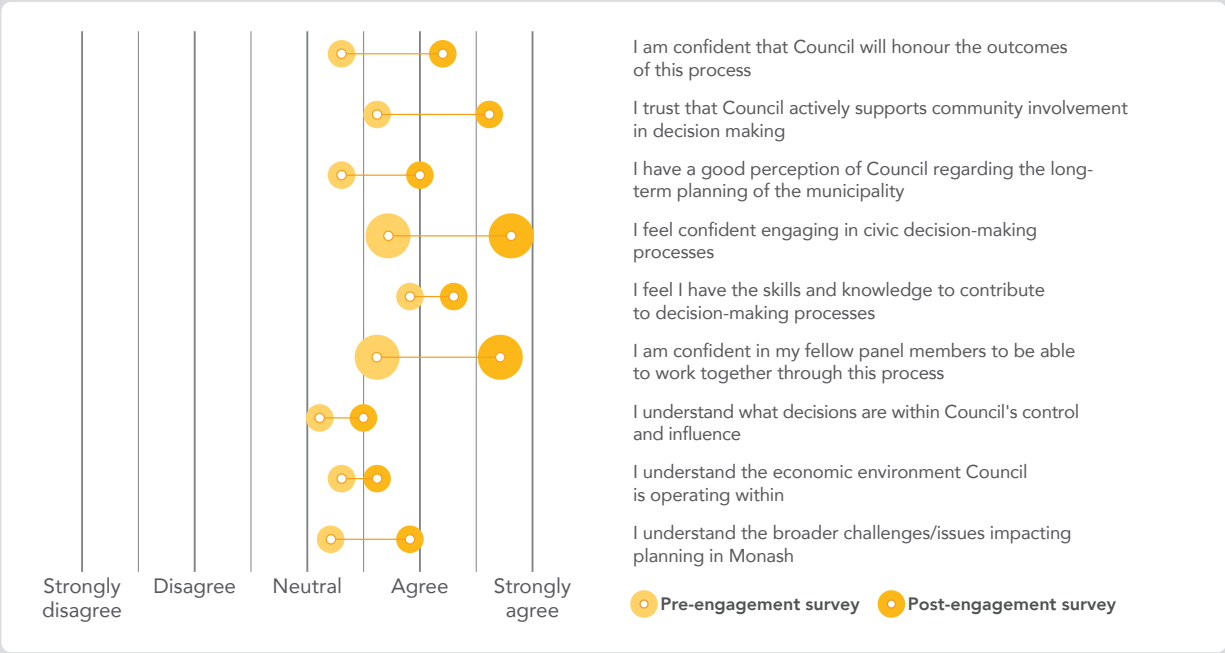 I am confident that Council will honour the outcomes
of this process
I trust that Council actively supports community involvement
in decision making
I have a good perception of Council regarding the long-
term planning of the municipality
I feel confident engaging in civic decision-making
processes
I feel I have the skills and knowledge to contribute
to decision-making processes
I am confident in my fellow panel members to be able
to work together through this process
I understand what decisions are within Council's control
and influence
I understand the economic environment Council
is operating within
I understand the broader challenges/issues impacting
planning in Monash
Strongly
disagree
Disagree
Neutral
Agree
Strongly
agree
Pre-engagement survey
Post-engagement survey